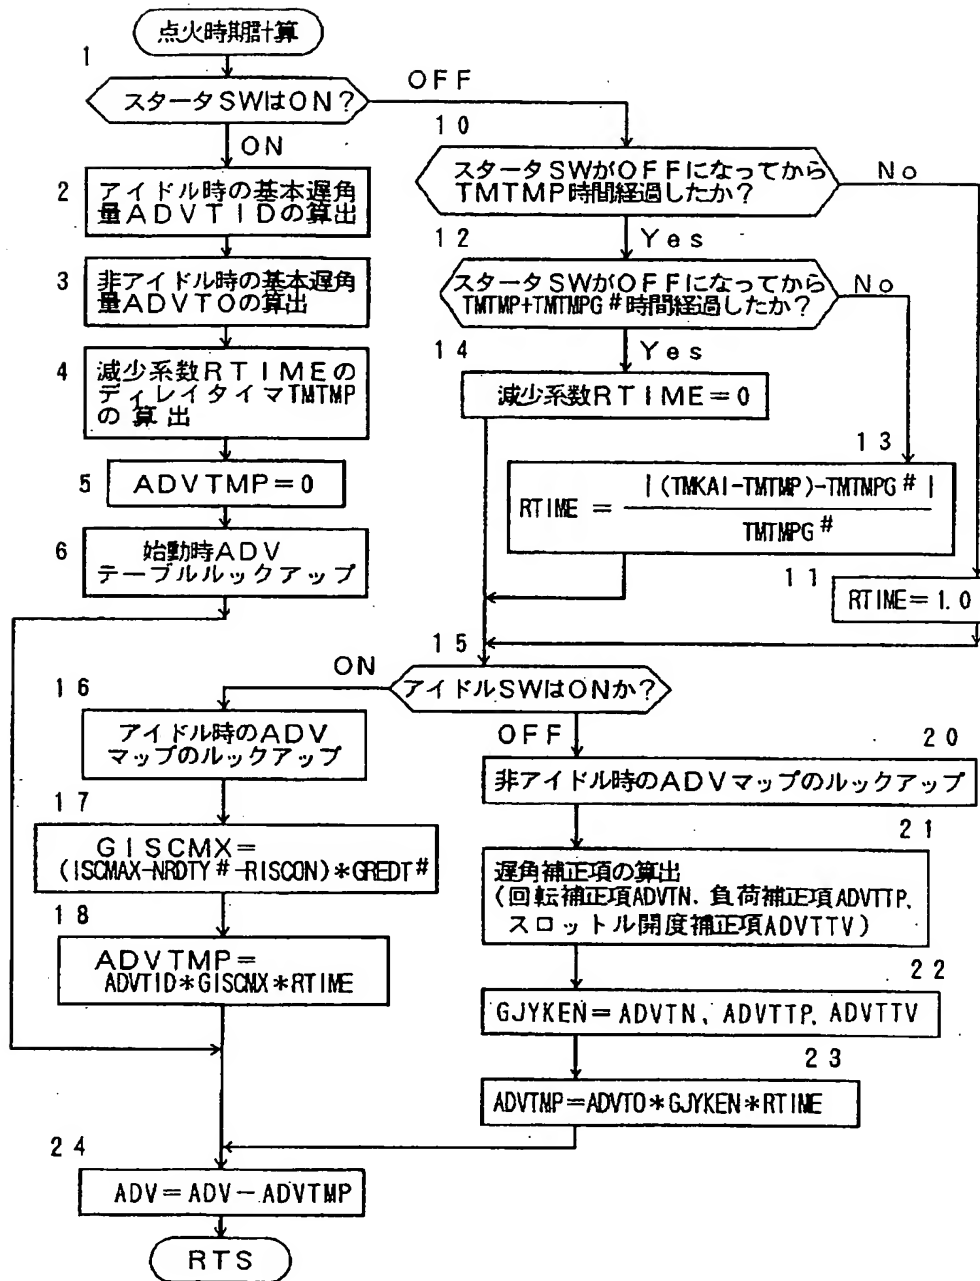 点火時期計算
1
スタータSWはON?
OFF
ON
2
アイドル時の基本遅角
量ADVTIDの算出
3
非アイドル時の基本遅角
量ADVTOの算出
4
減少系数RTIMEの
ディレイタイマTMTMP
の算出
5
ADVTMP=0
6
始動時ADV
テーブルルックアップ
10
スタータSWがOFFになってから
TMTMP時間経過したか?
No
12
Yes
スタータSWがOFFになってから
TMTMP+TMTMPG#時間経過したか?
No
14
Yes
減少系数RTIME=0
13
RTIME = |(TMKAI-TMTMP)-TMTMPG#|
TMTMPG#
11
RTIME=1.0
15
アイドルSWはONか?
ON
OFF
16
アイドル時のADV
マップのルックアップ
17
GISCMX=
(ISCMAX-NRDTY#-RISCON)*GREDT#
18
ADVTMP=
ADVTID*GISCMX*RTIME
20
非アイドル時のADVマップのルックアップ
21
遅角補正項の算出
(回転補正項ADVTN、負荷補正項ADVTTP、
スロットル開度補正項ADVTTV)
22
GJYKEN=ADVTN、ADVTTP、ADVTTV
23
ADVTMP=ADVTO*GJYKEN*RTIME
24
ADV=ADV-ADVTMP
RTS